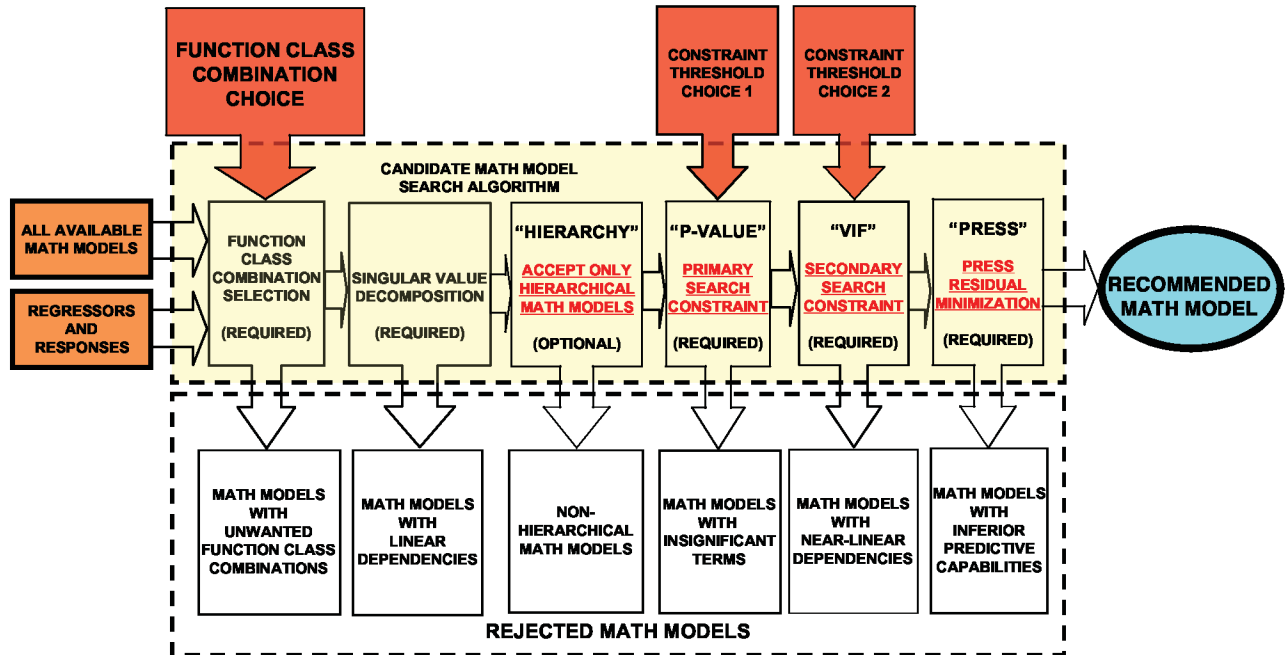 FUNCTION CLASS
COMBINATION
CHOICE
CONSTRAINT
THRESHOLD
CHOICE 1
CONSTRAINT
THRESHOLD
CHOICE 2
CANDIDATE MATH MODEL
SEARCH ALGORITHM
ALL AVAILABLE
MATH MODELS
REGRESSORS
AND
RESPONSES
FUNCTION
CLASS
COMBINATION
SELECTION
(REQUIRED)
SINGULAR VALUE
DECOMPOSITION
(REQUIRED)
“HIERARCHY”
ACCEPT ONLY
HIERARCHICAL
MATH MODELS
(OPTIONAL)
“P-VALUE”
PRIMARY
SEARCH
CONSTRAINT
(REQUIRED)
“VIF”
SECONDARY
SEARCH
CONSTRAINT
(REQUIRED)
“PRESS”
PRESS
RESIDUAL
MINIMIZATION
(REQUIRED)
RECOMMENDED
MATH MODEL
MATH MODELS
WITH
UNWANTED
FUNCTION CLASS
COMBINATIONS
MATH MODELS
WITH
LINEAR
DEPENDENCIES
NON-
HIERARCHICAL
MATH MODELS
MATH MODELS
WITH
INSIGNIFICANT
TERMS
MATH MODELS
WITH
NEAR-LINEAR
DEPENDENCIES
MATH MODELS
WITH
INFERIOR
PREDICTIVE
CAPABILITIES
REJECTED MATH MODELS